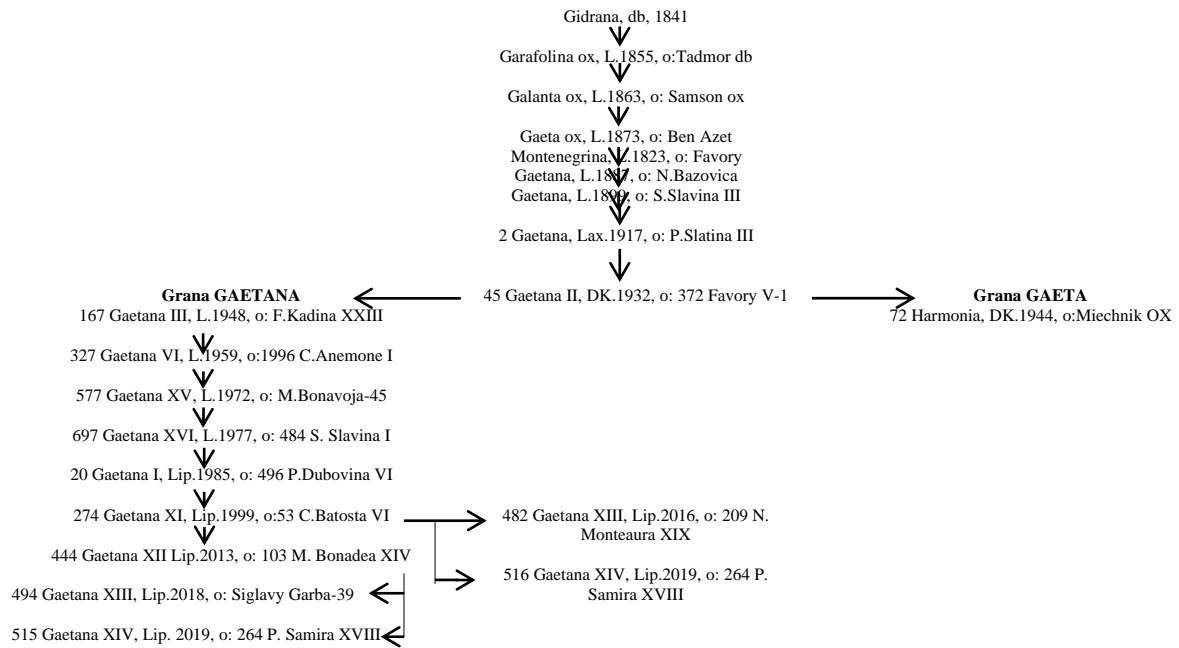 Gidrana, db, 1841
Garafolina ox, L.1855, o:Tadmor db
Galanta ox, L.1863, o: Samson ox
Gaeta ox, L.1873, o: Ben Azet
Montenegrina, L.1823, o: Favory
Gaetana, L.1887, o: N.Bazovica
Gaetana, L.1899, o: S.Slavina III
2 Gaetana, Lax.1917, o: P.Slatina III
45 Gaetana II, DK.1932, o: 372 Favory V-1
Grana GAETANA
167 Gaetana III, L.1948, o: F.Kadina XXIII
327 Gaetana VI, L.1959, o:1996 C.Anemone I
577 Gaetana XV, L.1972, o: M.Bonavoja-45
697 Gaetana XVI, L.1977, o: 484 S. Slavina I
20 Gaetana I, Lip.1985, o: 496 P.Dubovina VI
274 Gaetana XI, Lip.1999, o:53 C.Batosta VI
444 Gaetana XII Lip.2013, o: 103 M. Bonadea XIV
494 Gaetana XIII, Lip.2018, o: Siglavy Garba-39
515 Gaetana XIV, Lip. 2019, o: 264 P. Samira XVIII
482 Gaetana XIII, Lip.2016, o: 209 N.
Monteaura XIX
516 Gaetana XIV, Lip.2019, o: 264 P.
Samira XVIII
Grana GAETA
72 Harmonia, DK.1944, o:Miechnik OX